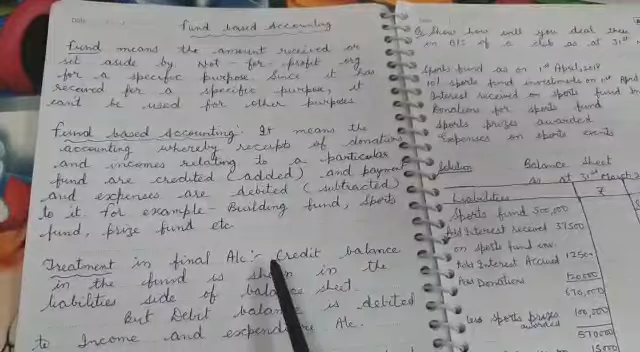 Fund based Accounting
Fund means the amount received or
set aside by Not-for-profit org
for a specific purpose. Since it has
received for a specific purpose, it
can't be used for other purposes
Fund based Accounting: It means the
accounting whereby receipts of donations
and incomes relating to a particular
fund are credited (added) and payment
and expenses are debited (subtracted)
to it. For example - Building fund, sports
fund, prize fund etc
Treatment in final A/c:- Credit balance
in the fund is shown in the
liabilities side of balance sheet.
But Debit balance is debited
to Income and expenditure A/c.
Q Show how will you deal these
in B/S of a club as at 31st
Sports fund as on 1st April, 2018
10% sports fund investments on 1st April
Interest received on sports fund
Donations for sports fund
Sports prizes awarded
Expenses on sports events
Solution
Balance Sheet
as at 31st March
Liabilities ₹
Sports fund 500,000
Add Interest received 37500
on sports fund inv.
Add Interest Accrued 12500
Add Donations 120000
670,000
Less sports prizes 100,000
awarded
570000
15000